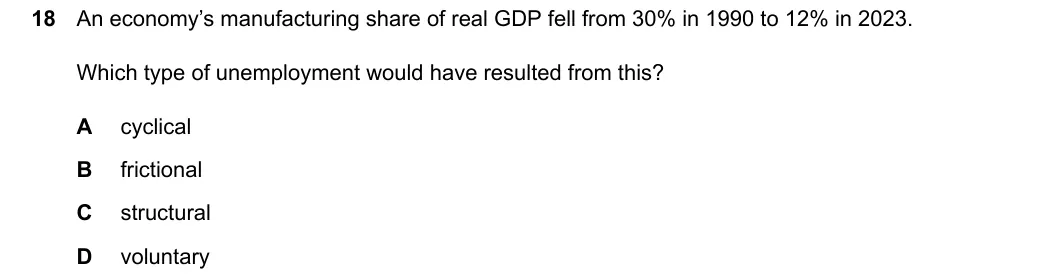 18 An economy’s manufacturing share of real GDP fell from 30% in 1990 to 12% in 2023.
Which type of unemployment would have resulted from this?
A cyclical
B frictional
C structural
D voluntary